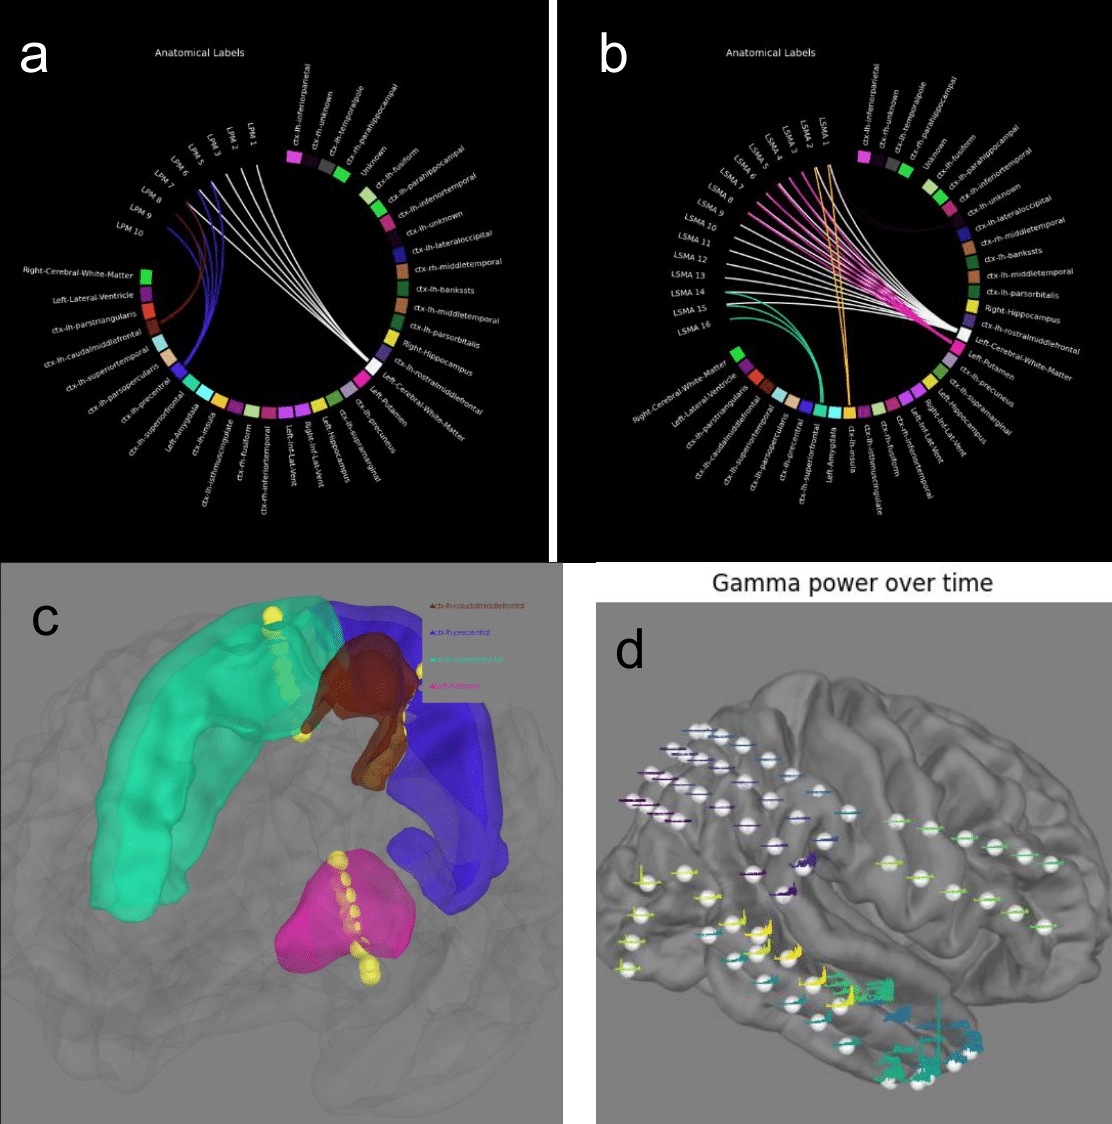 a
Anatomical Labels
LPM 1
LPM 2
LPM 3
LPM 5
LPM 6
LPM 7
LPM 8
LPM 9
LPM 10
Right-Cerebral-White-Matter
Left-Lateral-Ventricle
ctx-lh-parstriangularis
ctx-lh-caudalmiddlefrontal
ctx-lh-superiortemporal
ctx-lh-parsopercularis
ctx-lh-precentral
ctx-lh-superiorfrontal
Left-Amygdala
ctx-lh-insula
ctx-lh-isthmuscingulate
ctx-rh-fusiform
ctx-rh-inferiortemporal
Left-Inf-Lat-Vent
Right-Inf-Lat-Vent
Left-Hippocampus
ctx-lh-supramarginal
ctx-lh-precuneus
Left-Putamen
Left-Cerebral-White-Matter
ctx-lh-rostralmiddlefrontal
Right-Hippocampus
ctx-lh-parsorbitalis
ctx-lh-middletemporal
ctx-lh-bankssts
ctx-rh-middletemporal
ctx-lh-lateraloccipital
ctx-lh-unknown
ctx-lh-inferiortemporal
ctx-lh-parahippocampal
ctx-lh-fusiform
Unknown
ctx-rh-parahippocampal
ctx-lh-temporalpole
ctx-rh-unknown
ctx-lh-inferiorparietal
b
Anatomical Labels
LSMA 1
LSMA 2
LSMA 3
LSMA 4
LSMA 5
LSMA 6
LSMA 7
LSMA 8
LSMA 9
LSMA 10
LSMA 11
LSMA 12
LSMA 13
LSMA 14
LSMA 15
LSMA 16
Right-Cerebral-White-Matter
Left-Lateral-Ventricle
ctx-lh-parstriangularis
ctx-lh-caudalmiddlefrontal
ctx-lh-superiortemporal
ctx-lh-parsopercularis
ctx-lh-precentral
ctx-lh-superiorfrontal
Left-Amygdala
ctx-lh-insula
ctx-lh-isthmuscingulate
ctx-rh-fusiform
ctx-rh-inferiortemporal
Left-Inf-Lat-Vent
Right-Inf-Lat-Vent
Left-Hippocampus
ctx-lh-supramarginal
ctx-lh-precuneus
Left-Putamen
Left-Cerebral-White-Matter
ctx-lh-rostralmiddlefrontal
Right-Hippocampus
ctx-lh-parsorbitalis
ctx-lh-middletemporal
ctx-lh-bankssts
ctx-rh-middletemporal
ctx-lh-lateraloccipital
ctx-lh-unknown
ctx-lh-inferiortemporal
ctx-lh-parahippocampal
ctx-lh-fusiform
Unknown
ctx-rh-parahippocampal
ctx-lh-temporalpole
ctx-rh-unknown
ctx-lh-inferiorparietal
c
ctx-lh-caudalmiddlefrontal
ctx-lh-precentral
ctx-lh-superiorfrontal
Left-Putamen
Gamma power over time
d